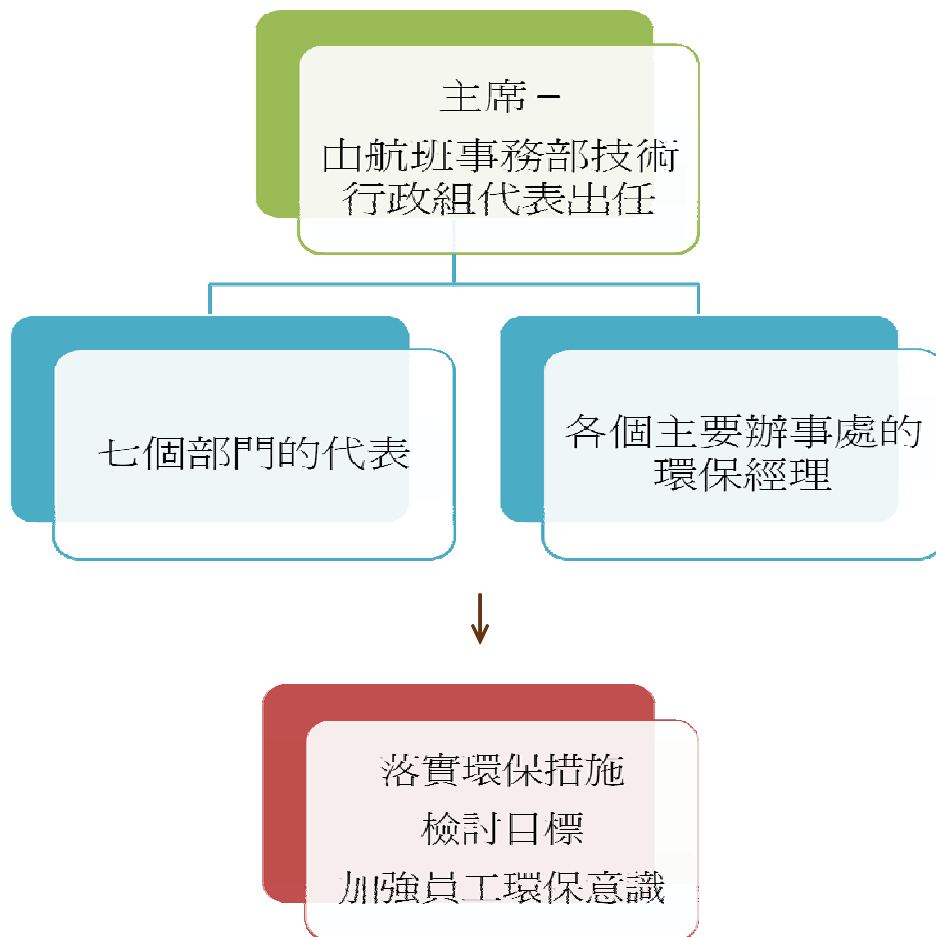 主席 –
由航班事務部技術
行政組代表出任
七個部門的代表
各個主要辦事處的
環保經理
落實環保措施
檢討目標
加強員工環保意識